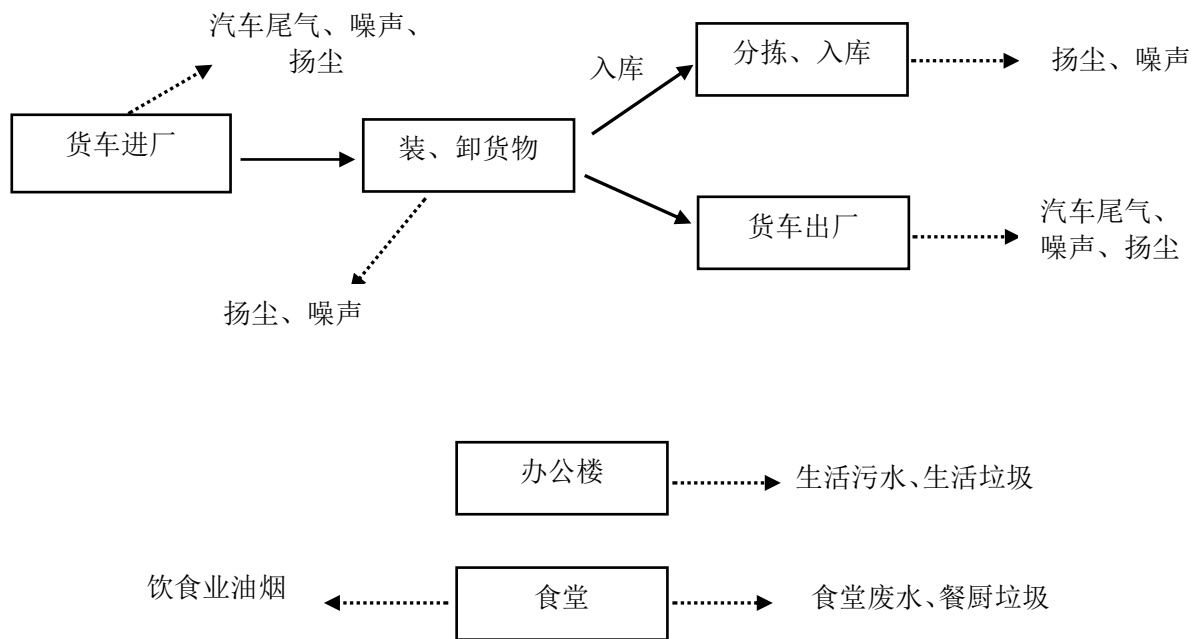 汽车尾气、噪声、
扬尘
入库
分拣、入库
扬尘、噪声
货车进厂
装、卸货物
货车出厂
汽车尾气、
噪声、扬尘
扬尘、噪声
办公楼
生活污水、生活垃圾
饮食业油烟
食堂
食堂废水、餐厨垃圾